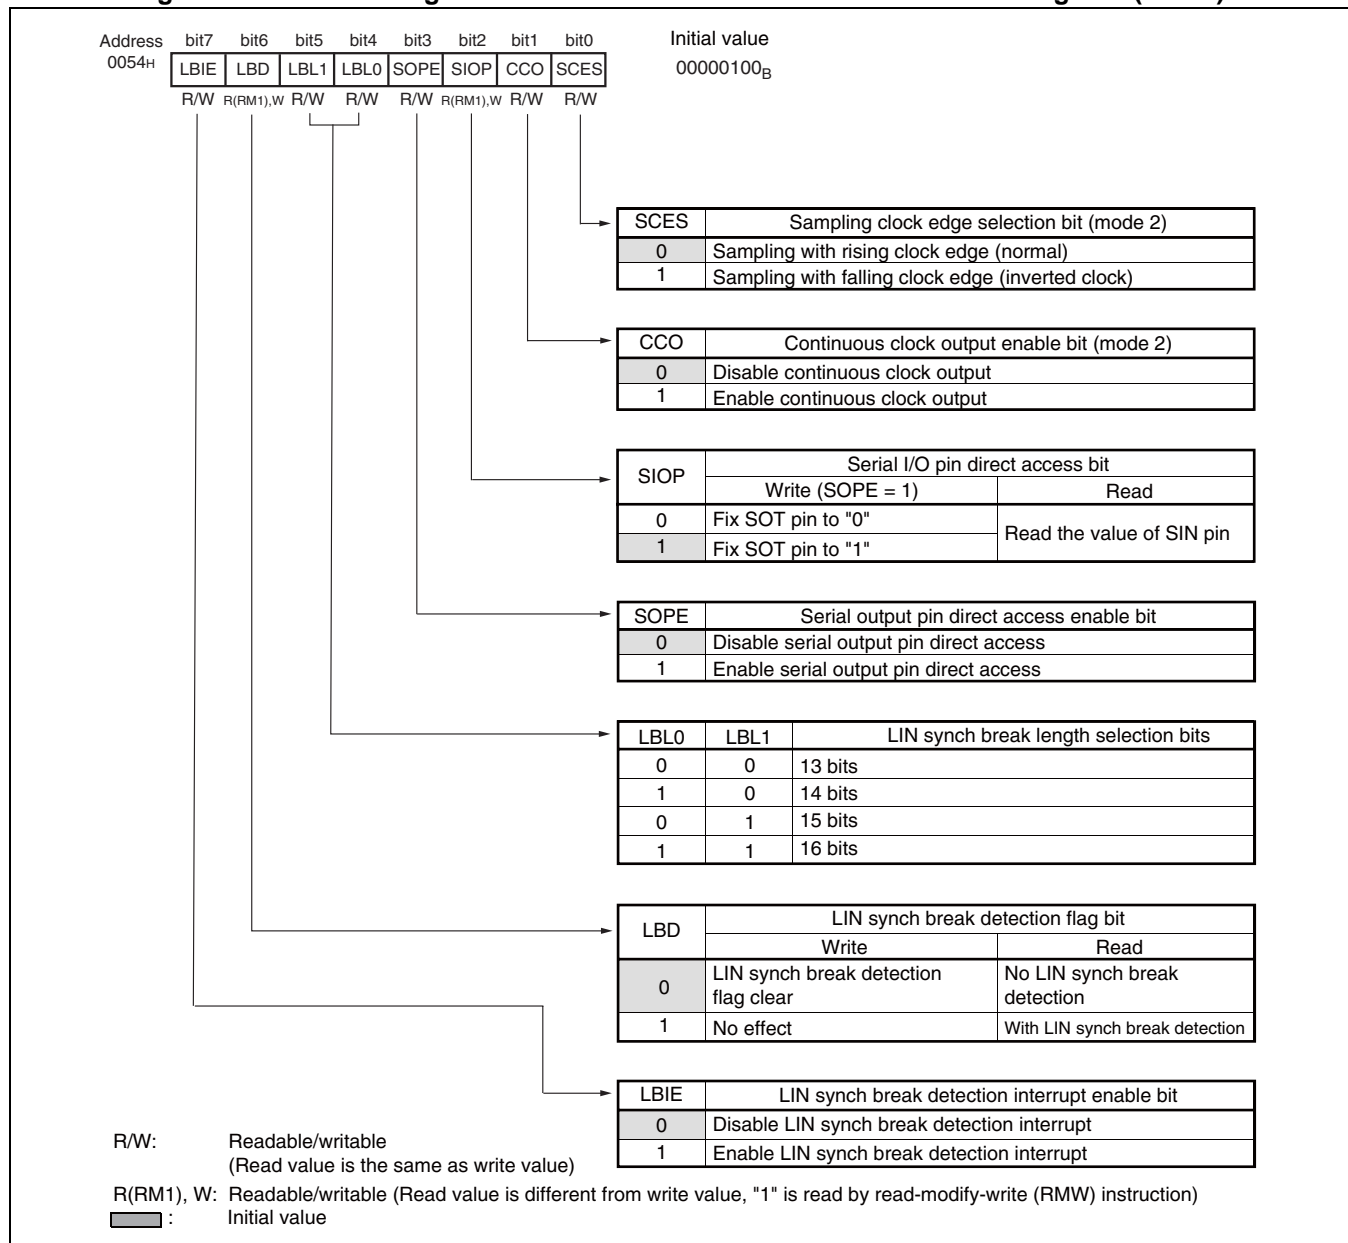 Address bit7 bit6 bit5 bit4 bit3 bit2 bit1 bit0 Initial value
0054H LBIE LBD LBL1 LBL0 SOPE SIOP CCO SCES 00000100B
R/W R(RM1),W R/W R/W R/W R(RM1),W R/W R/W
SCES Sampling clock edge selection bit (mode 2)
0 Sampling with rising clock edge (normal)
1 Sampling with falling clock edge (inverted clock)
CCO Continuous clock output enable bit (mode 2)
0 Disable continuous clock output
1 Enable continuous clock output
SIOP Serial I/O pin direct access bit
Write (SOPE = 1) Read
0 Fix SOT pin to "0" Read the value of SIN pin
1 Fix SOT pin to "1"
SOPE Serial output pin direct access enable bit
0 Disable serial output pin direct access
1 Enable serial output pin direct access
LBL0 LBL1 LIN synch break length selection bits
0 0 13 bits
1 0 14 bits
0 1 15 bits
1 1 16 bits
LBD LIN synch break detection flag bit
Write Read
0 LIN synch break detection flag clear No LIN synch break detection
1 No effect With LIN synch break detection
LBIE LIN synch break detection interrupt enable bit
0 Disable LIN synch break detection interrupt
1 Enable LIN synch break detection interrupt
R/W: Readable/writable
(Read value is the same as write value)
R(RM1), W: Readable/writable (Read value is different from write value, "1" is read by read-modify-write (RMW) instruction)
: Initial value